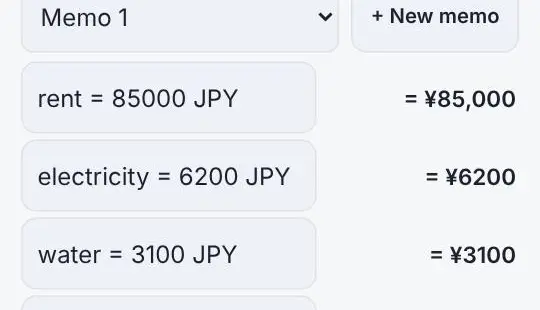 Memo 1 + New memo
rent = 85000 JPY = ¥85,000
electricity = 6200 JPY = ¥6200
water = 3100 JPY = ¥3100